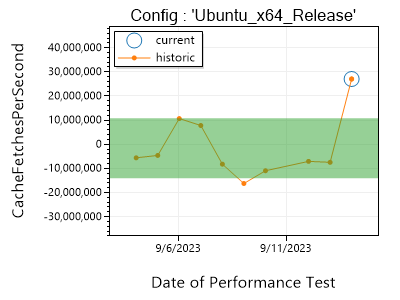 Config : 'Ubuntu_x64_Release'
current
historic
CacheFetchesPerSecond
40,000,000
30,000,000
20,000,000
10,000,000
0
-10,000,000
-20,000,000
-30,000,000
9/6/2023 9/11/2023
Date of Performance Test